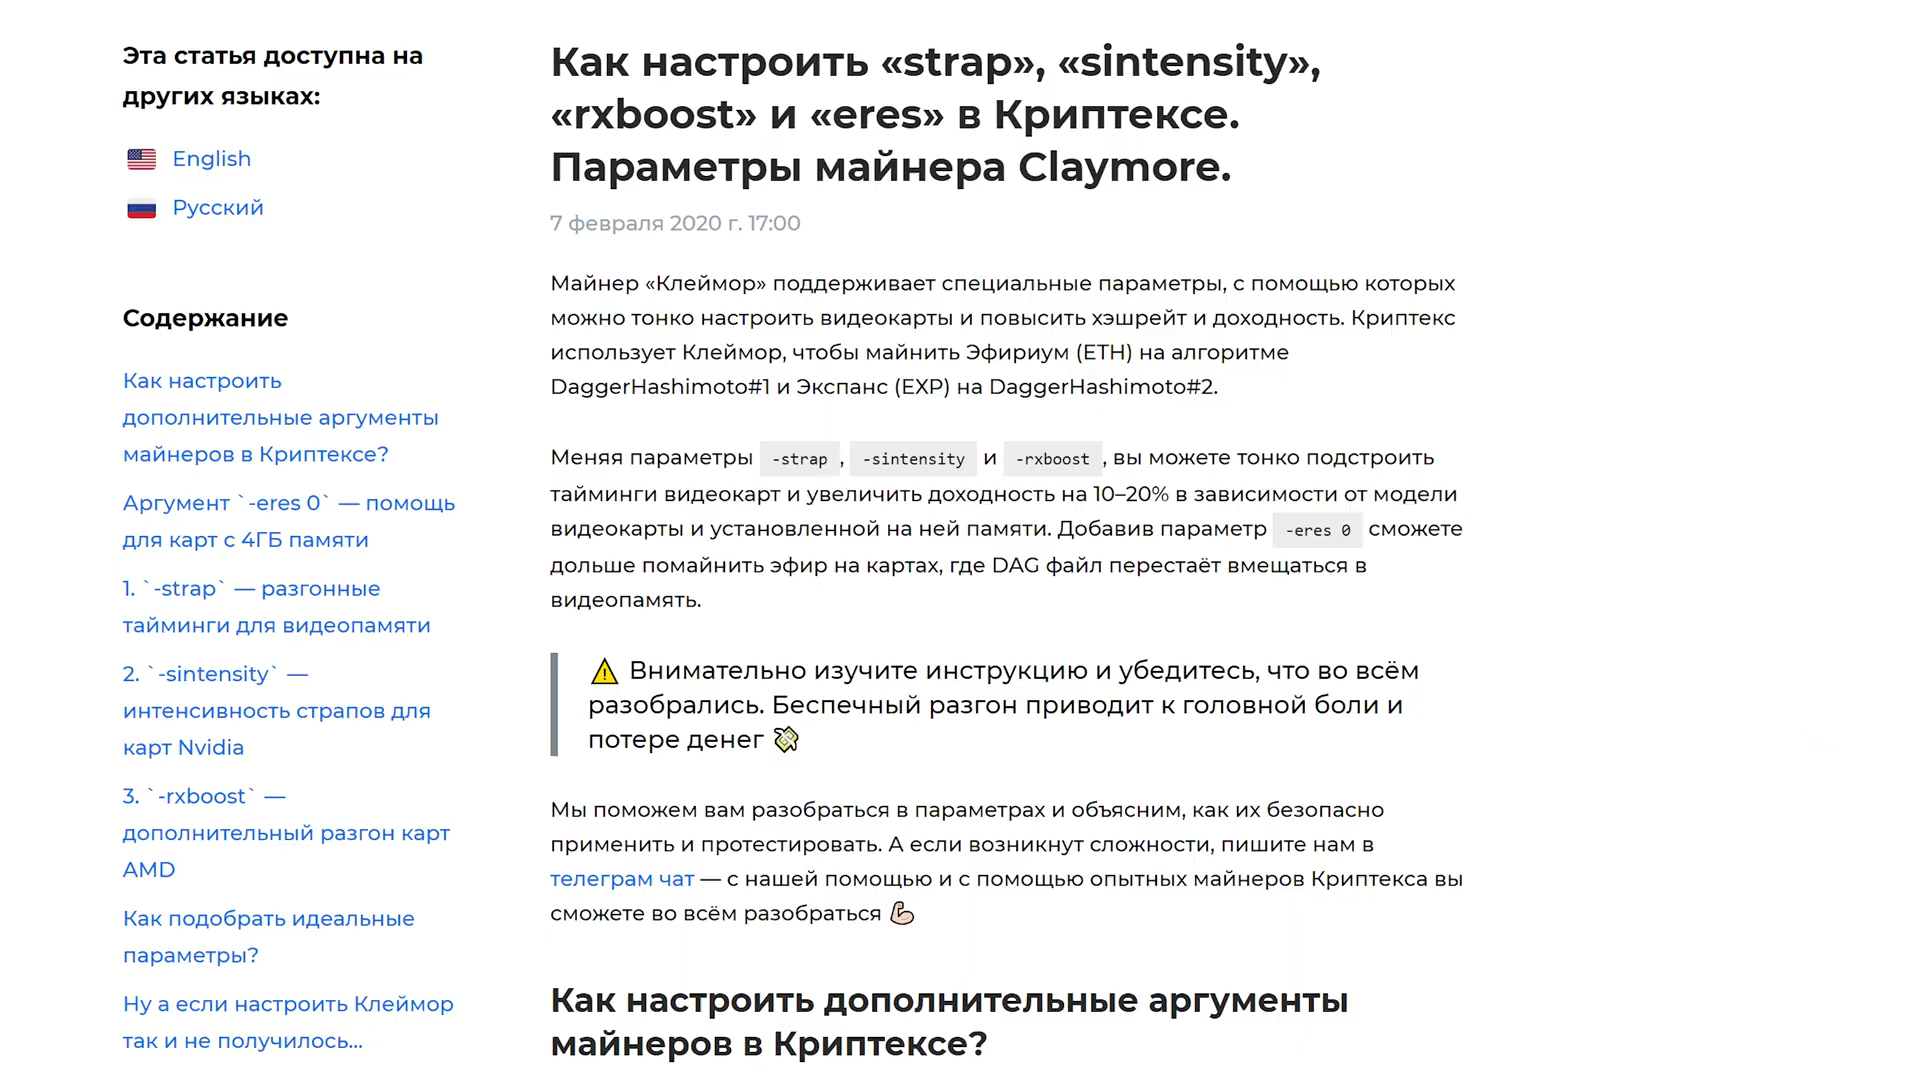 Эта статья доступна на
других языках:
English
Русский
Содержание
Как настроить
дополнительные аргументы
майнеров в Криптексе?
Аргумент `-eres 0` — помощь
для карт с 4ГБ памяти
1. `-strap` — разгонные
тайминги для видеопамяти
2. `-sintensity` —
интенсивность страпов для
карт Nvidia
3. `-rxboost` —
дополнительный разгон карт
AMD
Как подобрать идеальные
параметры?
Ну а если настроить Клеймор
так и не получилось...
Как настроить «strap», «sintensity»,
«rxboost» и «eres» в Криптексе.
Параметры майнера Claymore.
7 февраля 2020 г. 17:00
Майнер «Клеймор» поддерживает специальные параметры, с помощью которых
можно тонко настроить видеокарты и повысить хэшрейт и доходность. Криптекс
использует Клеймор, чтобы майнить Эфириум (ETH) на алгоритме
DaggerHashimoto#1 и Экспанс (EXP) на DaggerHashimoto#2.
Меняя параметры -strap , -sintensity и -rxboost , вы можете тонко подстроить
тайминги видеокарт и увеличить доходность на 10–20% в зависимости от модели
видеокарты и установленной на ней памяти. Добавив параметр -eres 0 сможете
дольше помайнить эфир на картах, где DAG файл перестаёт вмещаться в
видеопамять.
⚠️ Внимательно изучите инструкцию и убедитесь, что во всём
разобрались. Беспечный разгон приводит к головной боли и
потере денег 💸
Мы поможем вам разобраться в параметрах и объясним, как их безопасно
применить и протестировать. А если возникнут сложности, пишите нам в
телеграм чат — с нашей помощью и с помощью опытных майнеров Криптекса вы
сможете во всём разобраться 💪🏻
Как настроить дополнительные аргументы
майнеров в Криптексе?